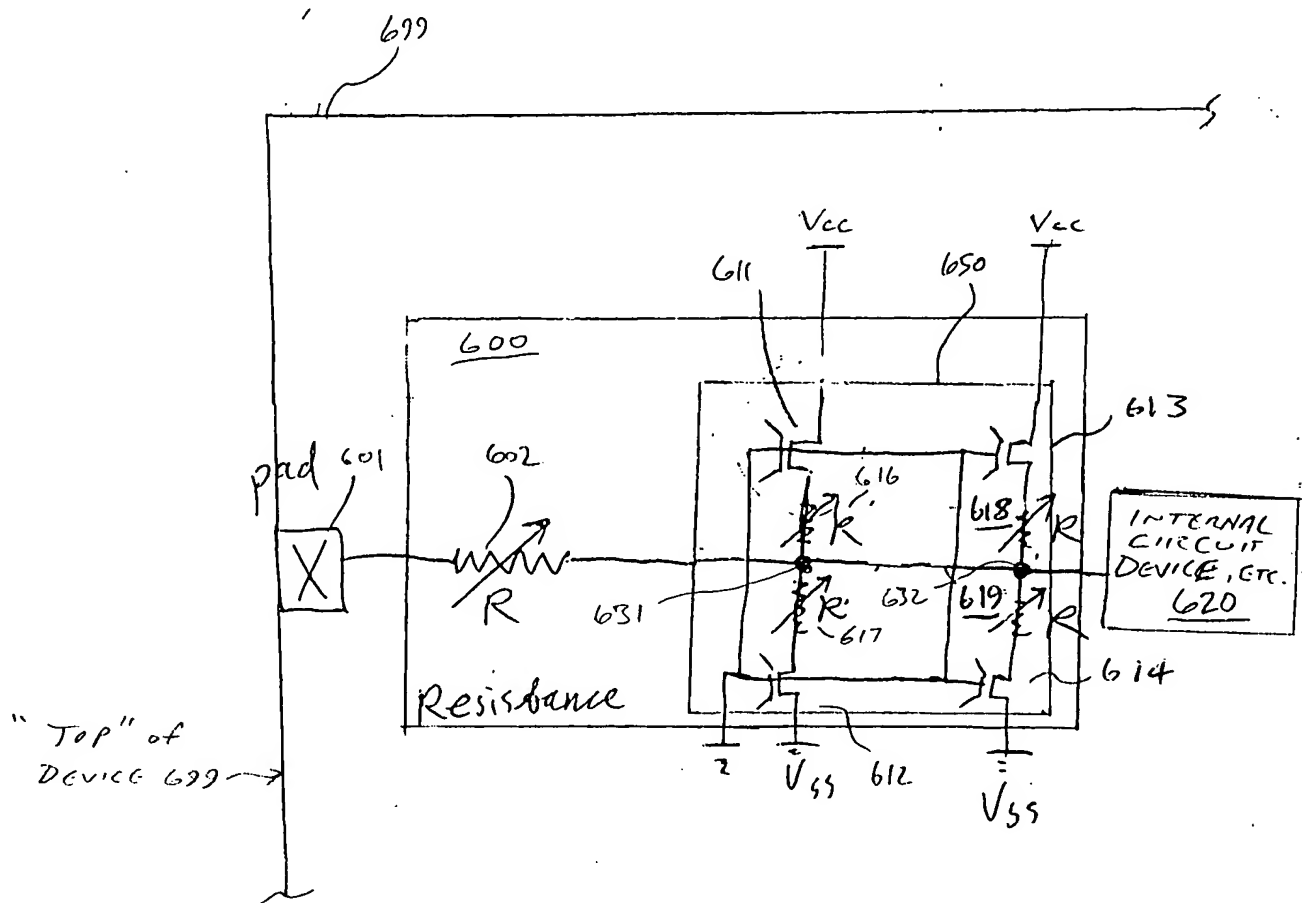 699
Vcc
Vcc
611
650
600
613
pad
601
602
616
R
618
R
INTERNAL
CIRCUIT
DEVICE, ETC.
620
R
631
R
617
632
619
R
614
Resistance
"TOP" of
DEVICE 699
Vss
612
Vss